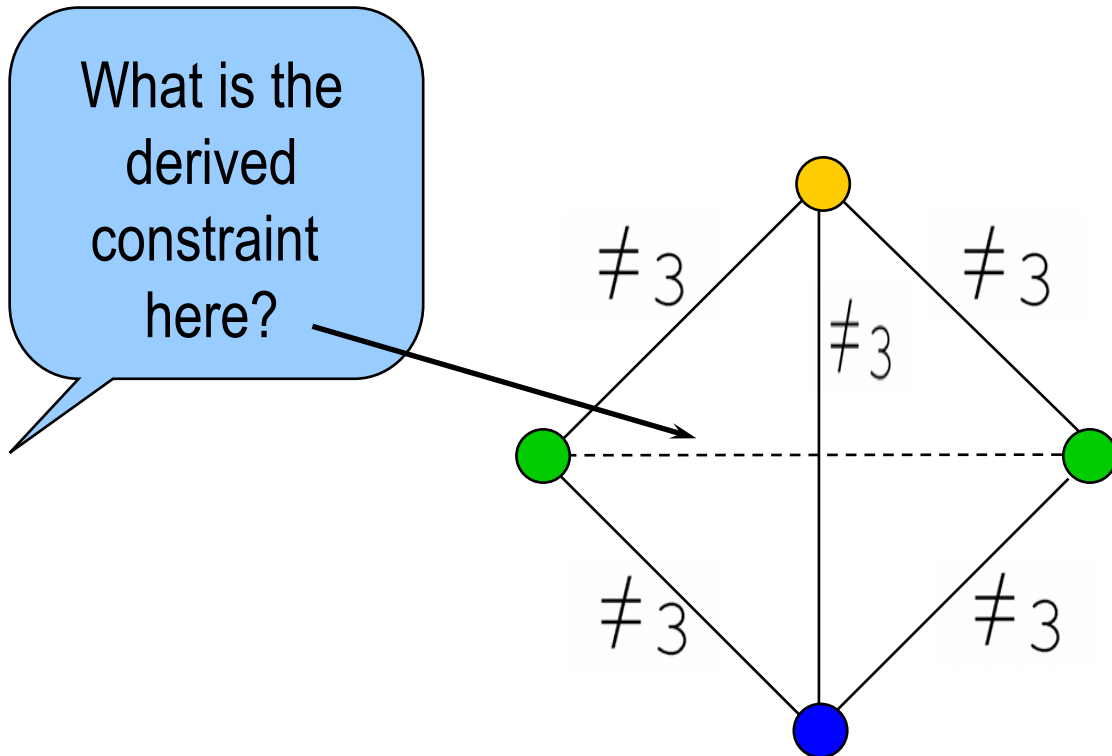 What is the
derived
constraint
here?
≠3
≠3
≠3
≠3
≠3